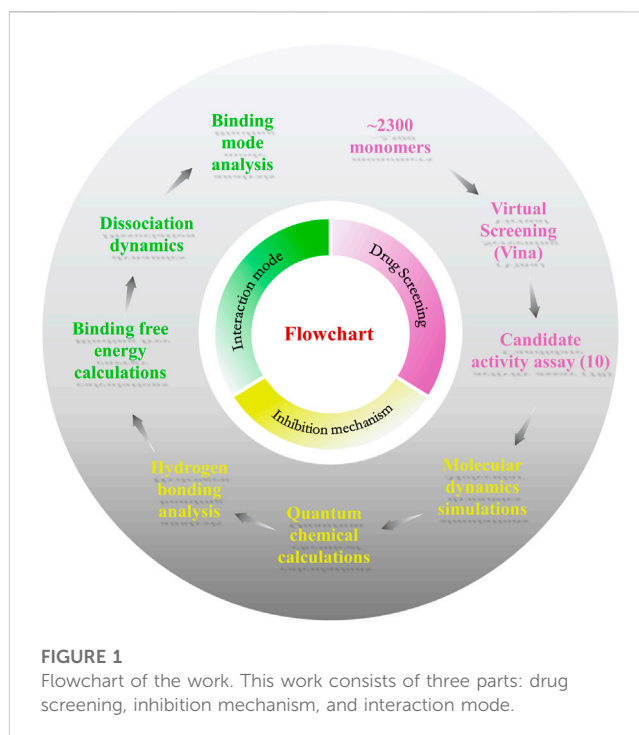 ~2300
monomers
Virtual
Screening
(Vina)
Candidate
activity assay (10)
Molecular
dynamics
simulations
Quantum
chemical
calculations
Hydrogen
bonding
analysis
Binding free
energy
calculations
Dissociation
dynamics
Binding
mode
analysis
Drug Screening
Inhibition mechanism
Interaction mode
Flowchart
FIGURE 1
Flowchart of the work. This work consists of three parts: drug
screening, inhibition mechanism, and interaction mode.